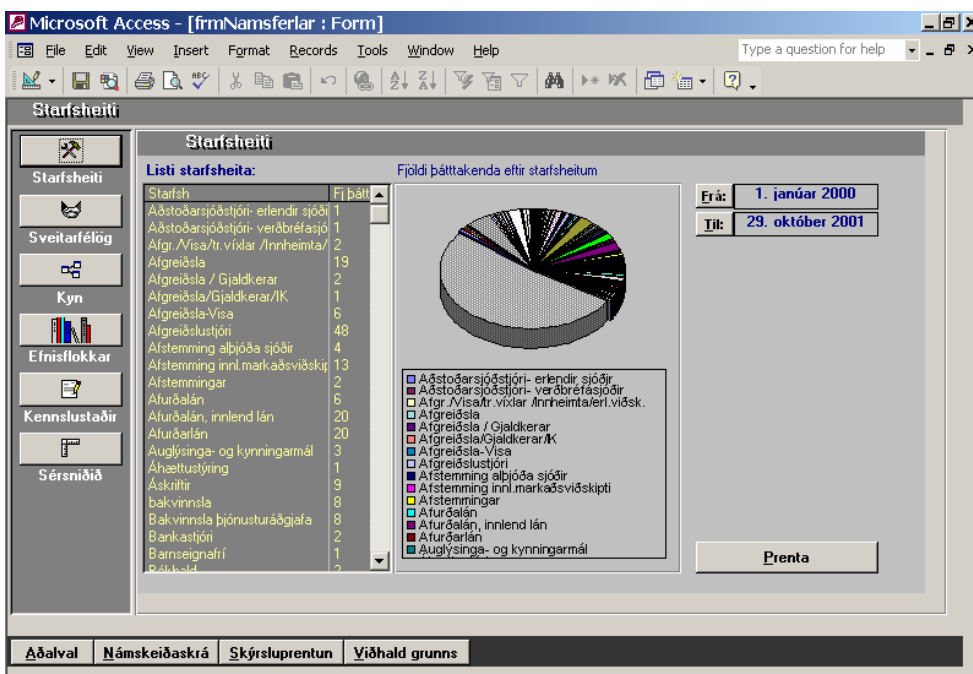 Microsoft Access - [frmNamsferlar : Form]
File Edit View Insert Format Records Tools Window Help
Type a question for help
Starfsheiti
Starfsheiti
Sveitarfélög
Kyn
Efnisflokkar
Kennslustaðir
Sérsniðið
Starfsheiti
Listi starfsheita:
Starfsh Fj þátt
Aðstoðarsjóðstjóri- erlendir sjóði 1
Aðstoðarsjóðstjóri- verðbréfasjó 1
Afgr./Visa/tr.víxlar /Innheimta/ 2
Afgreiðsla 19
Afgreiðsla / Gjaldkerar 2
Afgreiðsla/Gjaldkerar/IK 1
Afgreiðsla-Visa 6
Afgreiðslustjóri 48
Afstemming alþjóða sjóðir 4
Afstemming innl.markaðsviðskip 13
Afstemmingar 2
Afurðalán 6
Afurðalán, innlend lán 20
Afurðarlán 20
Auglýsinga- og kynningarmál 3
Áhættustýring 1
Áskriftir 9
bakvinnsla 8
Bakvinnsla þjónusturáðgjafa 8
Bankastjóri 2
Barnseignafrí 1
Bókhald 2
Fjöldi þátttakenda eftir starfsheitum
Aðstoðarsjóðstjóri- erlendir sjóðir
Aðstoðarsjóðstjóri- verðbréfasjóðir
Afgr./Visa/tr.víxlar /Innheimta/erl.viðsk.
Afgreiðsla
Afgreiðsla / Gjaldkerar
Afgreiðsla/Gjaldkerar/IK
Afgreiðsla-Visa
Afgreiðslustjóri
Afstemming alþjóða sjóðir
Afstemming innl.markaðsviðskipti
Afstemmingar
Afurðalán
Afurðalán, innlend lán
Afurðarlán
Auglýsinga- og kynningarmál
Frá: 1. janúar 2000
Til: 29. október 2001
Prenta
Aðalval Námskeiðaskrá Skýrsluprentun Viðhald grunns